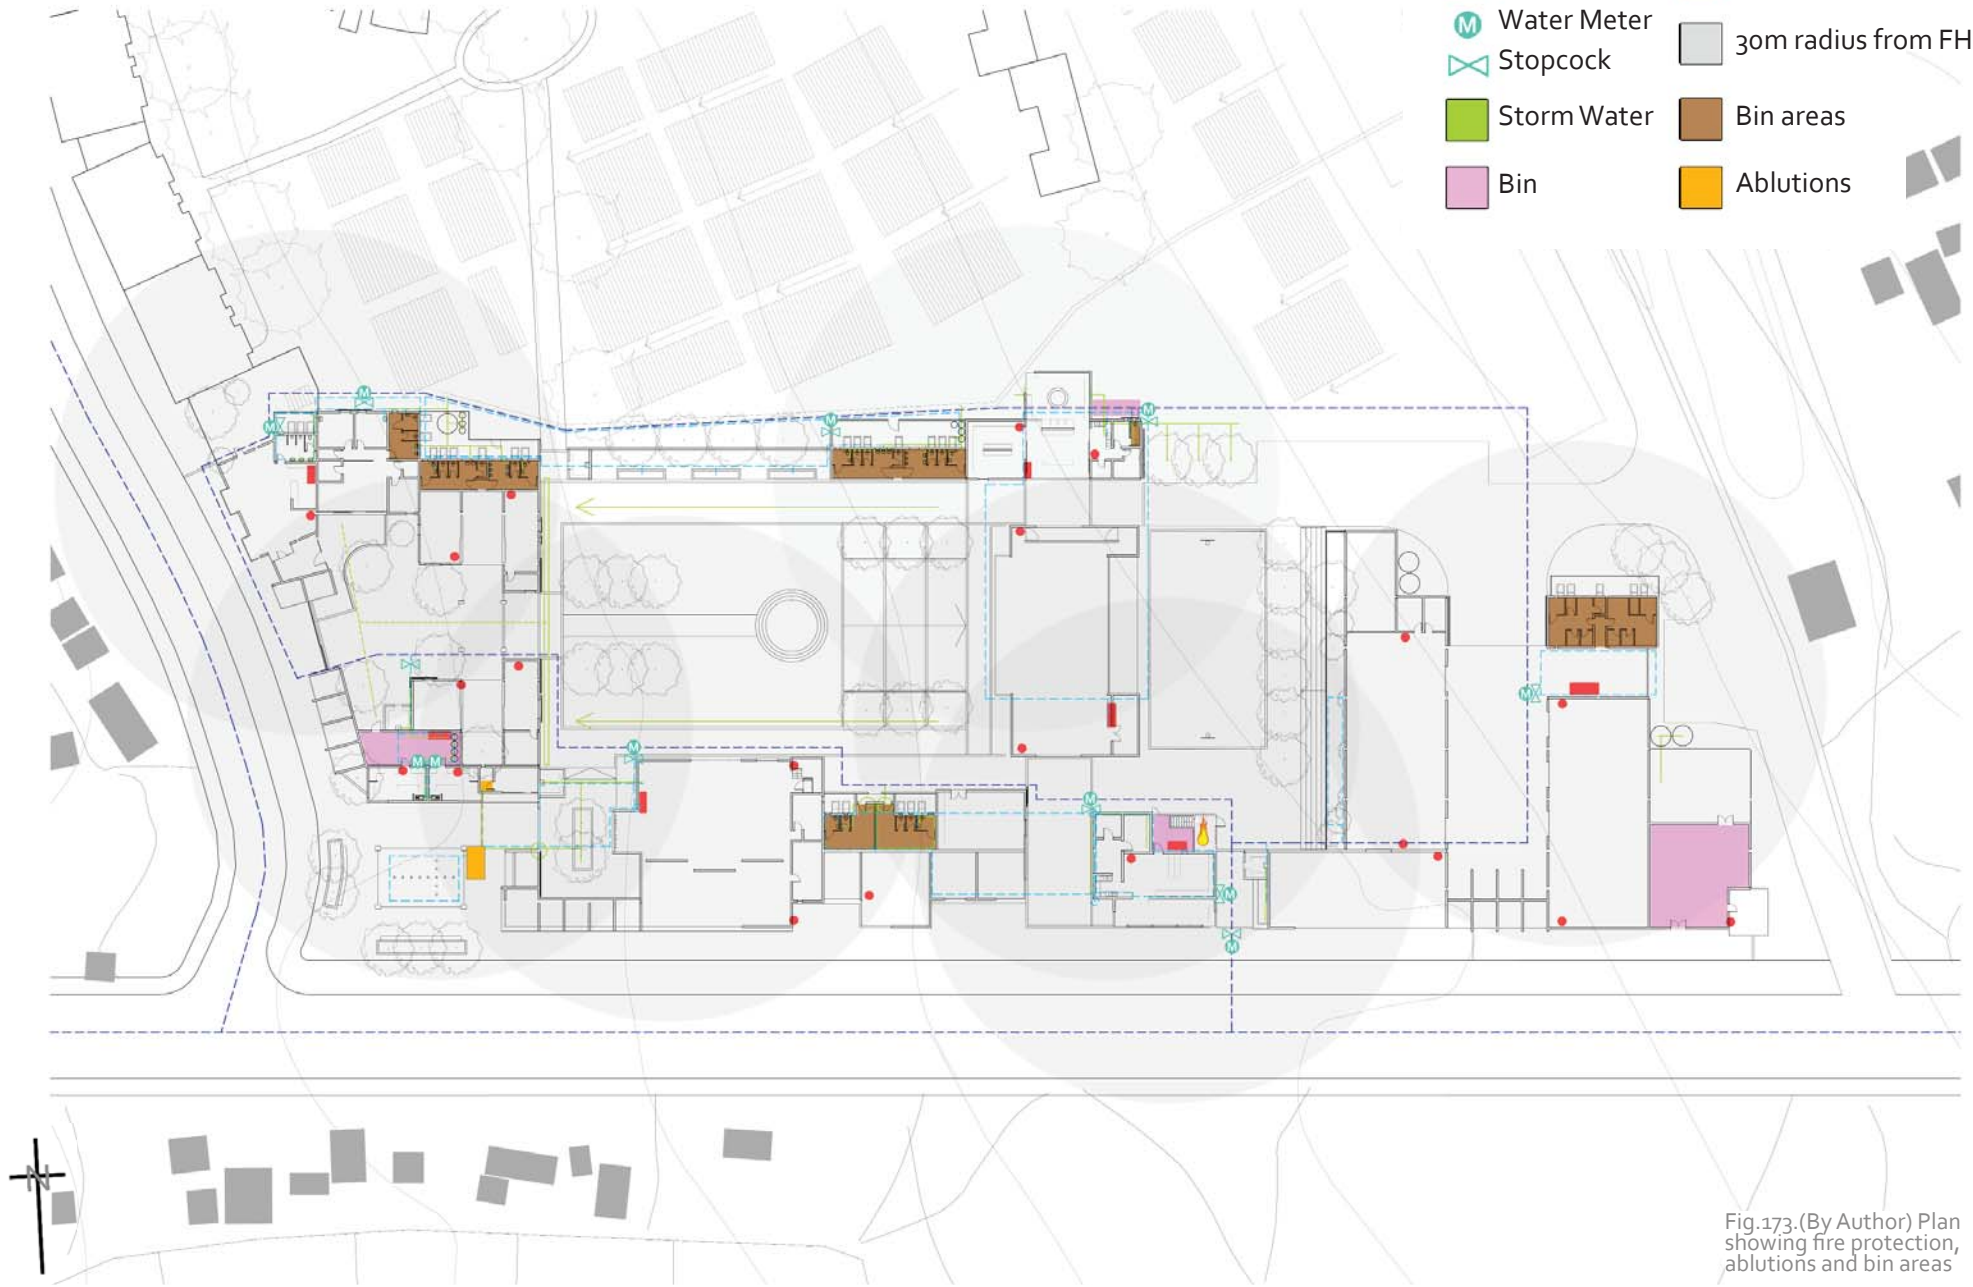 Water Meter
Stopcock
Storm Water
Bin
30m radius from FH
Bin areas
Ablutions
M
M
M
M
M
M
M
M
M
M
M
M
M
N
Fig.173.(By Author) Plan
showing fire protection,
ablutions and bin areas